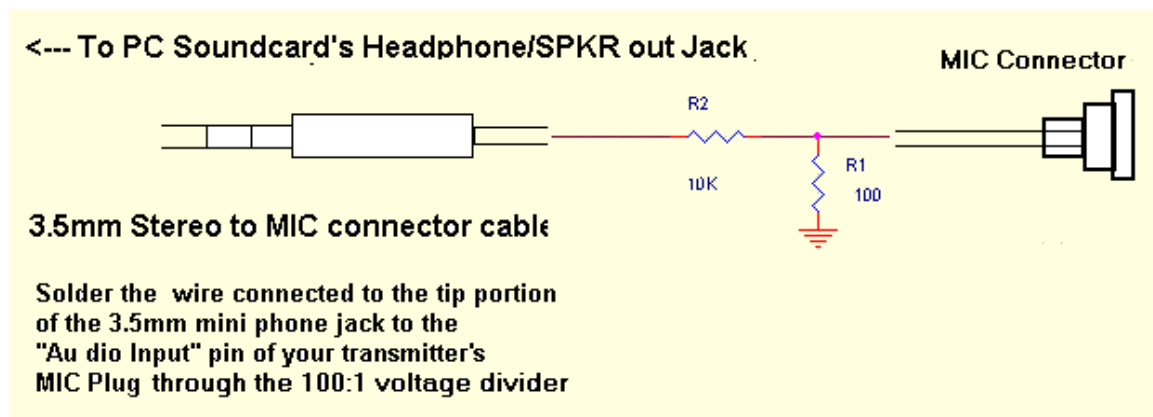 <--- To PC Soundcard's Headphone/SPKR out Jack
MIC Connector
R2
10K
R1
100
3.5mm Stereo to MIC connector cable
Solder the wire connected to the tip portion
of the 3.5mm mini phone jack to the
"Au dio Input" pin of your transmitter's
MIC Plug through the 100:1 voltage divider